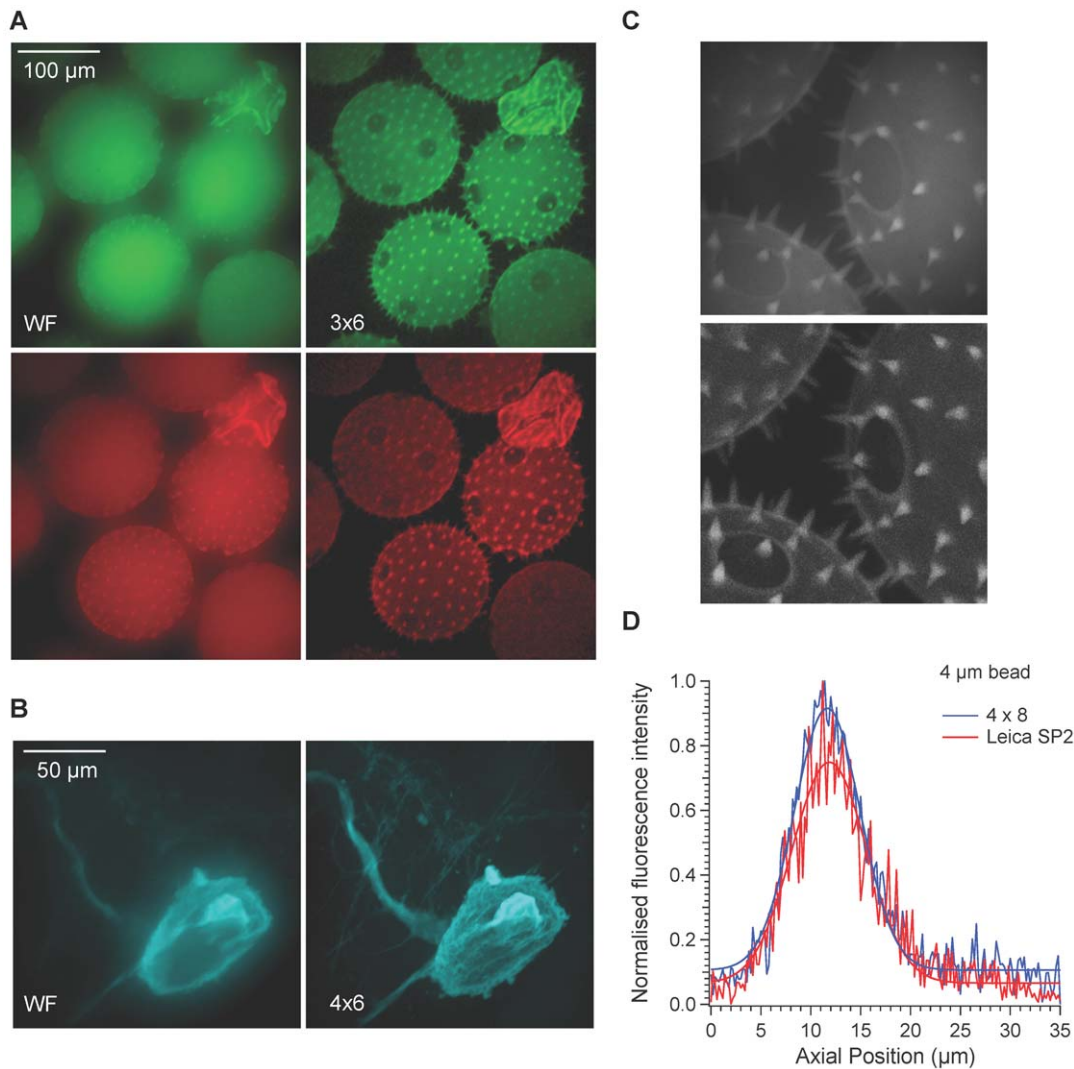 A
100 µm
WF
3x6
B
50 µm
WF
4x6
C
D
4 µm bead
4 x 8
Leica SP2
Normalised fluorescence intensity
1.0
0.8
0.6
0.4
0.2
0.0
0 5 10 15 20 25 30 35
Axial Position (µm)